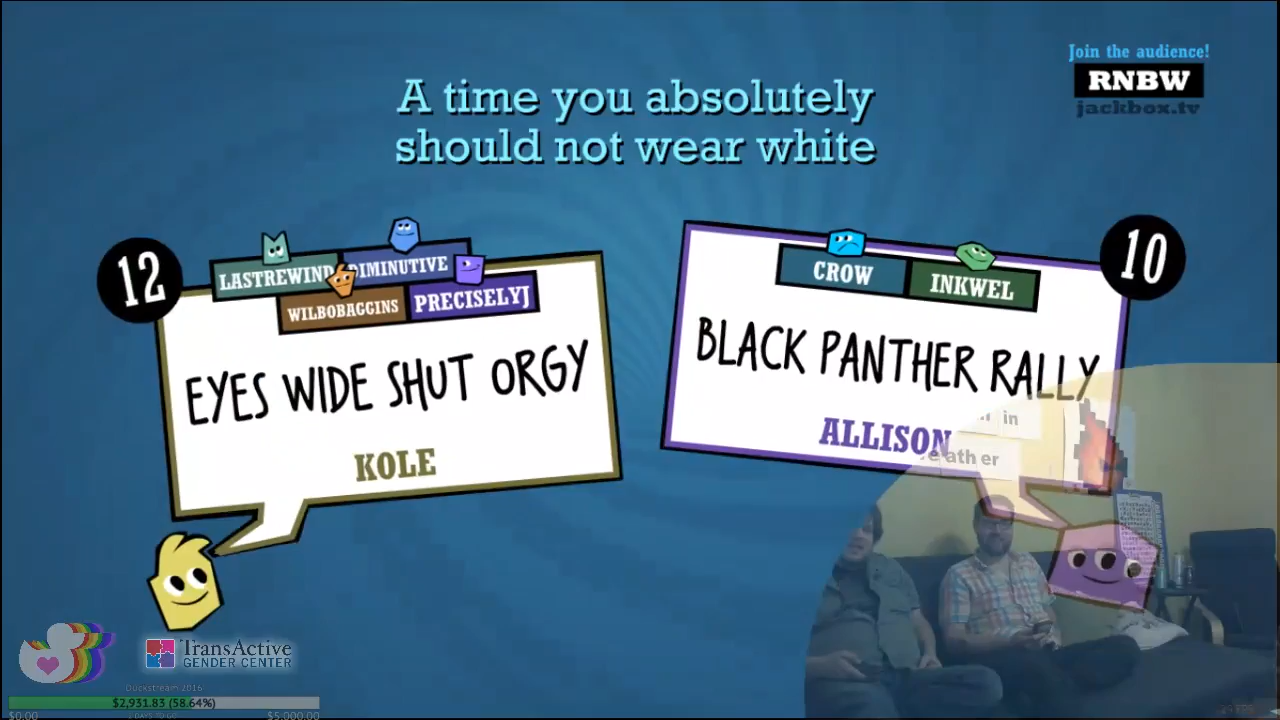 Join the audience!
RNBW
jackbox.tv
A time you absolutely
should not wear white
12
LASTREWIND
DIMINUTIVE
WILBOBAGGINS
PRECISELYJ
EYES WIDE SHUT ORGY
KOLE
10
CROW
INKWEL
BLACK PANTHER RALLY
ALLISON
in
ather
TransActive
GENDER CENTER
Duckstream 2016
$2,931.83 (58.64%)
$0.00
$5,000.00